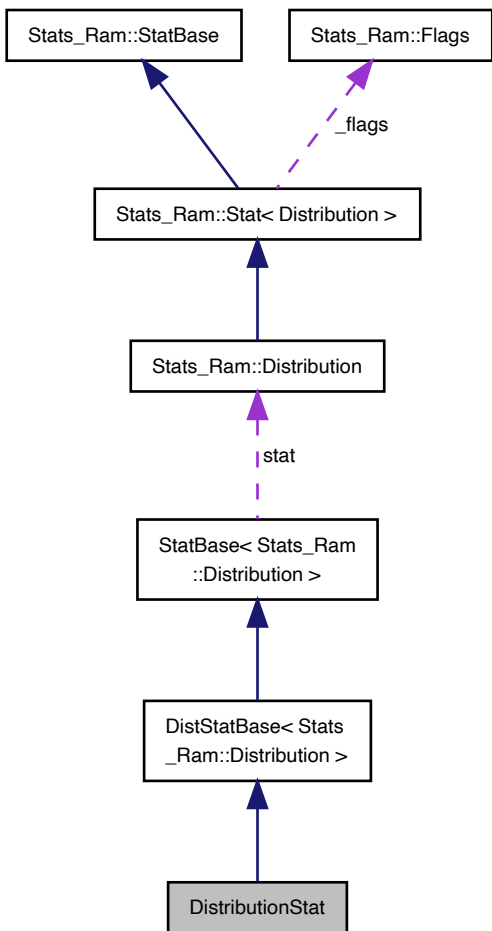 Stats_Ram::StatBase
Stats_Ram::Flags
_flags
Stats_Ram::Stat< Distribution >
Stats_Ram::Distribution
stat
StatBase< Stats_Ram
::Distribution >
DistStatBase< Stats
_Ram::Distribution >
DistributionStat